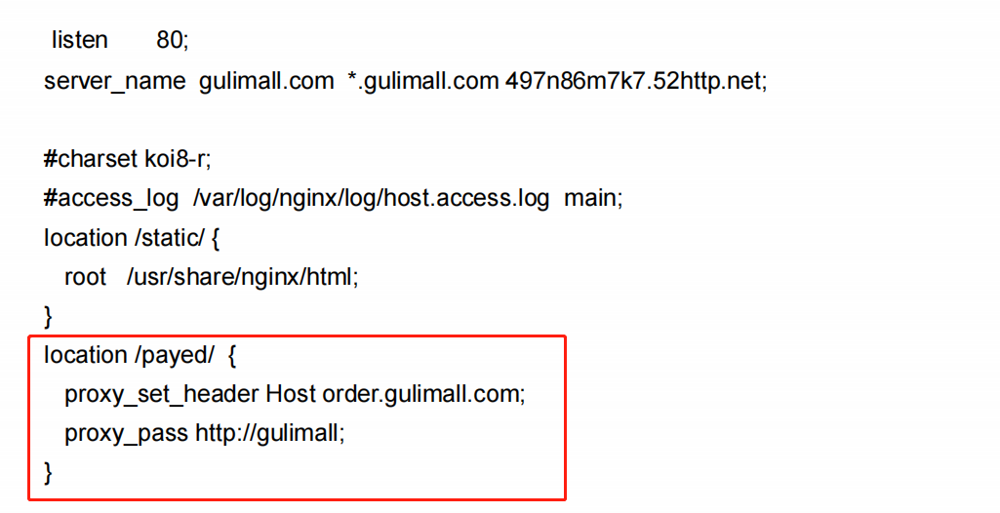 listen 80;
server_name gulimall.com *.gulimall.com 497n86m7k7.52http.net;
#charset koi8-r;
#access_log /var/log/nginx/log/host.access.log main;
location /static/ {
root /usr/share/nginx/html;
}
location /payed/ {
proxy_set_header Host order.gulimall.com;
proxy_pass http://gulimall;
}